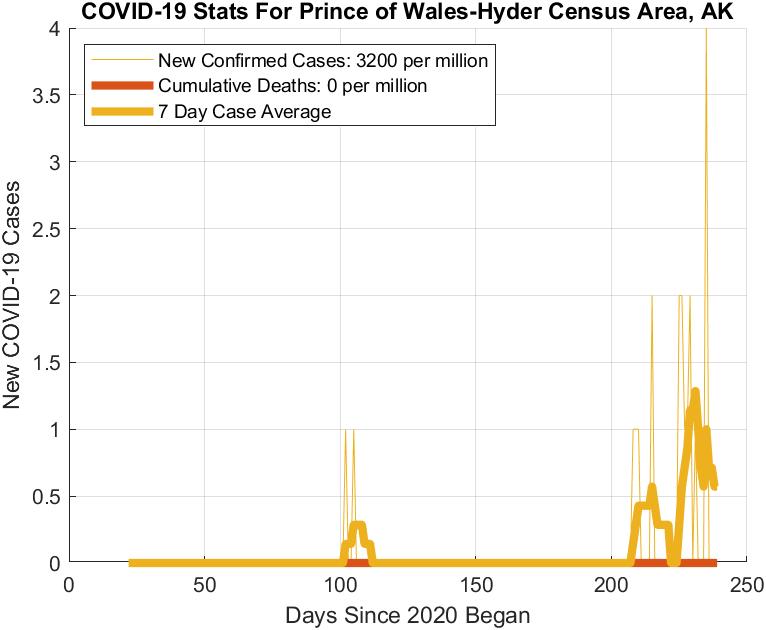 COVID-19 Stats For Prince of Wales-Hyder Census Area, AK
New Confirmed Cases: 3200 per million
Cumulative Deaths: 0 per million
7 Day Case Average
New COVID-19 Cases
4
3.5
3
2.5
2
1.5
1
0.5
0
0 50 100 150 200 250
Days Since 2020 Began